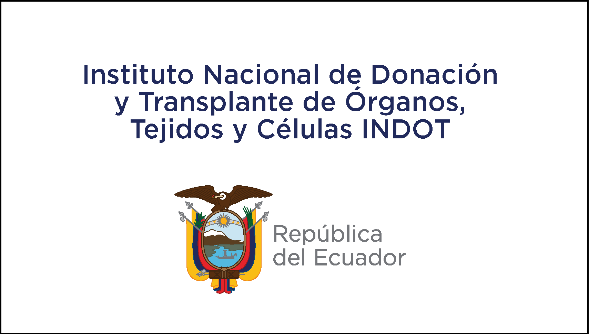 Instituto Nacional de Donación
y Transplante de Órganos,
Tejidos y Células INDOT
República
del Ecuador